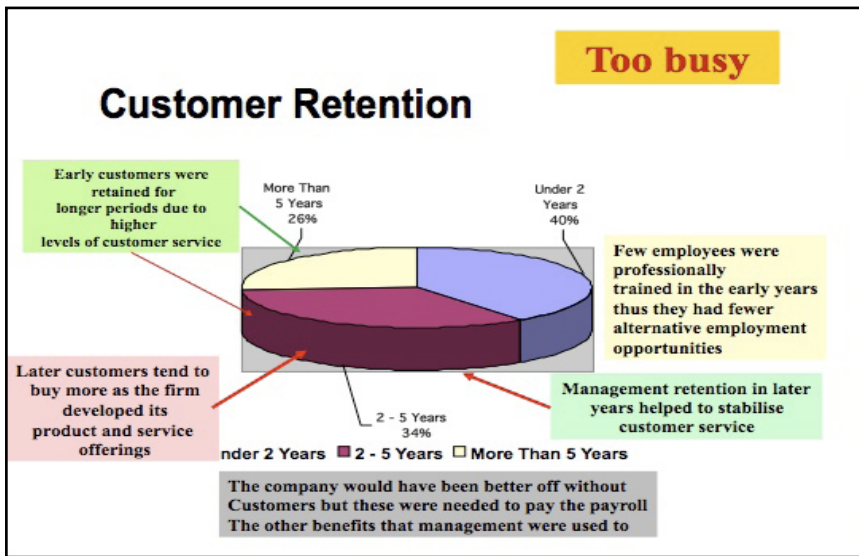 Too busy
Customer Retention
Early customers were
retained for
longer periods due to
higher
levels of customer service
More Than
5 Years
26%
Under 2
Years
40%
Few employees were
professionally
trained in the early years
thus they had fewer
alternative employment
opportunities
Later customers tend to
buy more as the firm
developed its
product and service
offerings
2 - 5 Years
34%
Management retention in later
years helped to stabilise
customer service
nder 2 Years 2 - 5 Years More Than 5 Years
The company would have been better off without
Customers but these were needed to pay the payroll
The other benefits that management were used to